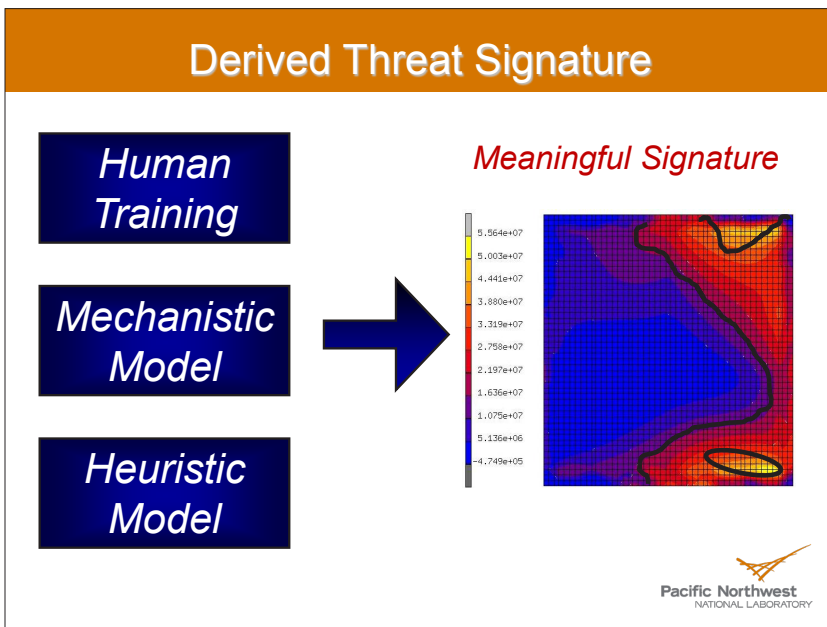 Derived Threat Signature
Human
Training
Mechanistic
Model
Heuristic
Model
Meaningful Signature
5.564e+07
5.003e+07
4.441e+07
3.880e+07
3.319e+07
2.758e+07
2.197e+07
1.636e+07
1.075e+07
5.136e+06
-4.749e+05
Pacific Northwest
NATIONAL LABORATORY